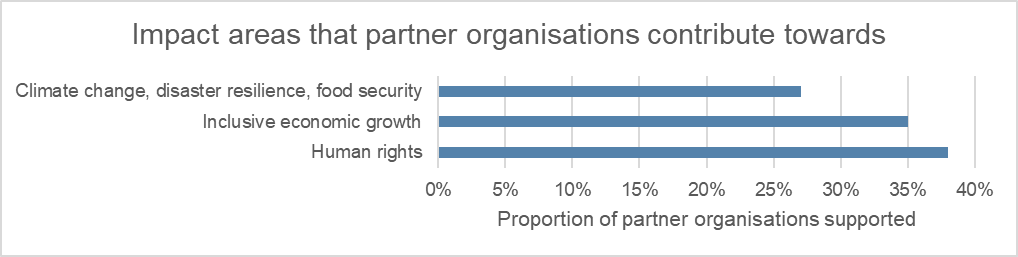 Impact areas that partner organisations contribute towards
Climate change, disaster resilience, food security
Inclusive economic growth
Human rights
0% 5% 10% 15% 20% 25% 30% 35% 40%
Proportion of partner organisations supported